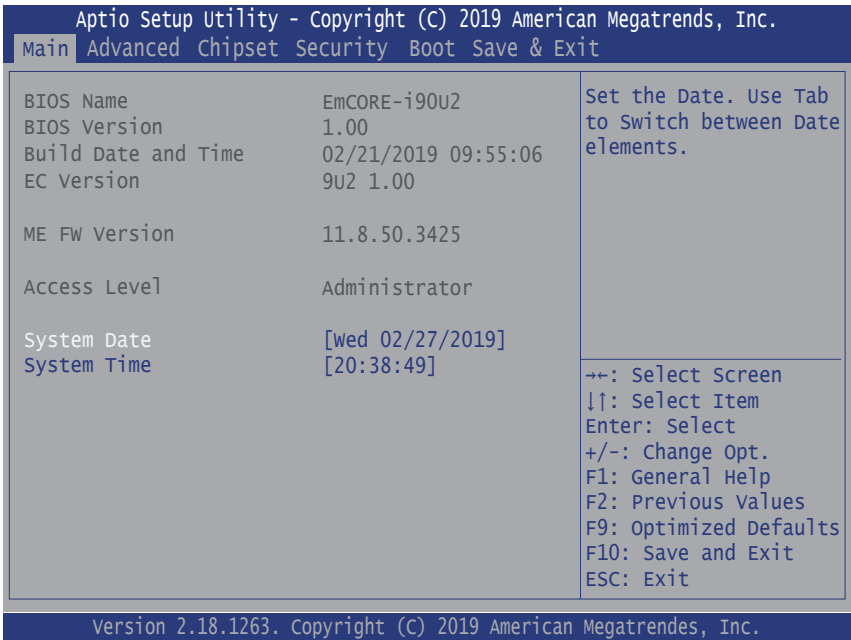 Aptio Setup Utility - Copyright (C) 2019 American Megatrends, Inc.
Main Advanced Chipset Security Boot Save & Exit
BIOS Name EmCORE-i90U2
BIOS Version 1.00
Build Date and Time 02/21/2019 09:55:06
EC Version 9U2 1.00
ME FW Version 11.8.50.3425
Access Level Administrator
System Date [Wed 02/27/2019]
System Time [20:38:49]
Set the Date. Use Tab
to Switch between Date
elements.
→←: Select Screen
↓↑: Select Item
Enter: Select
+/-: Change Opt.
F1: General Help
F2: Previous Values
F9: Optimized Defaults
F10: Save and Exit
ESC: Exit
Version 2.18.1263. Copyright (C) 2019 American Megatrendes, Inc.